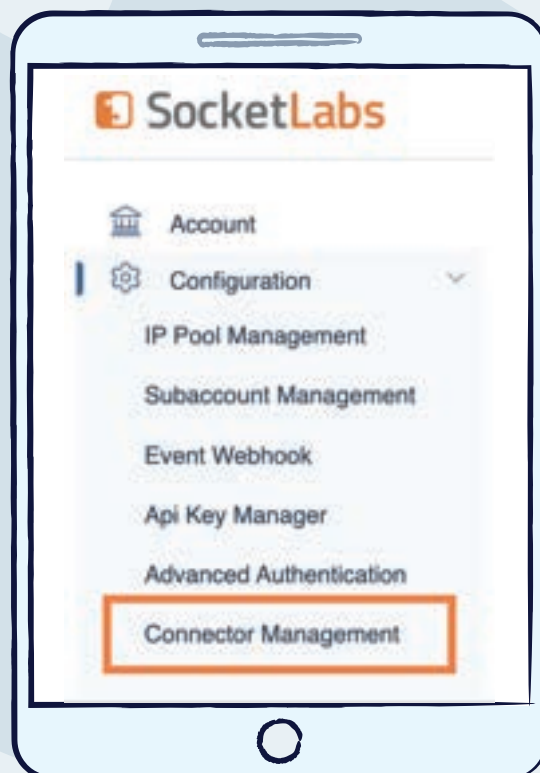 SocketLabs
Account
Configuration
IP Pool Management
Subaccount Management
Event Webhook
Api Key Manager
Advanced Authentication
Connector Management